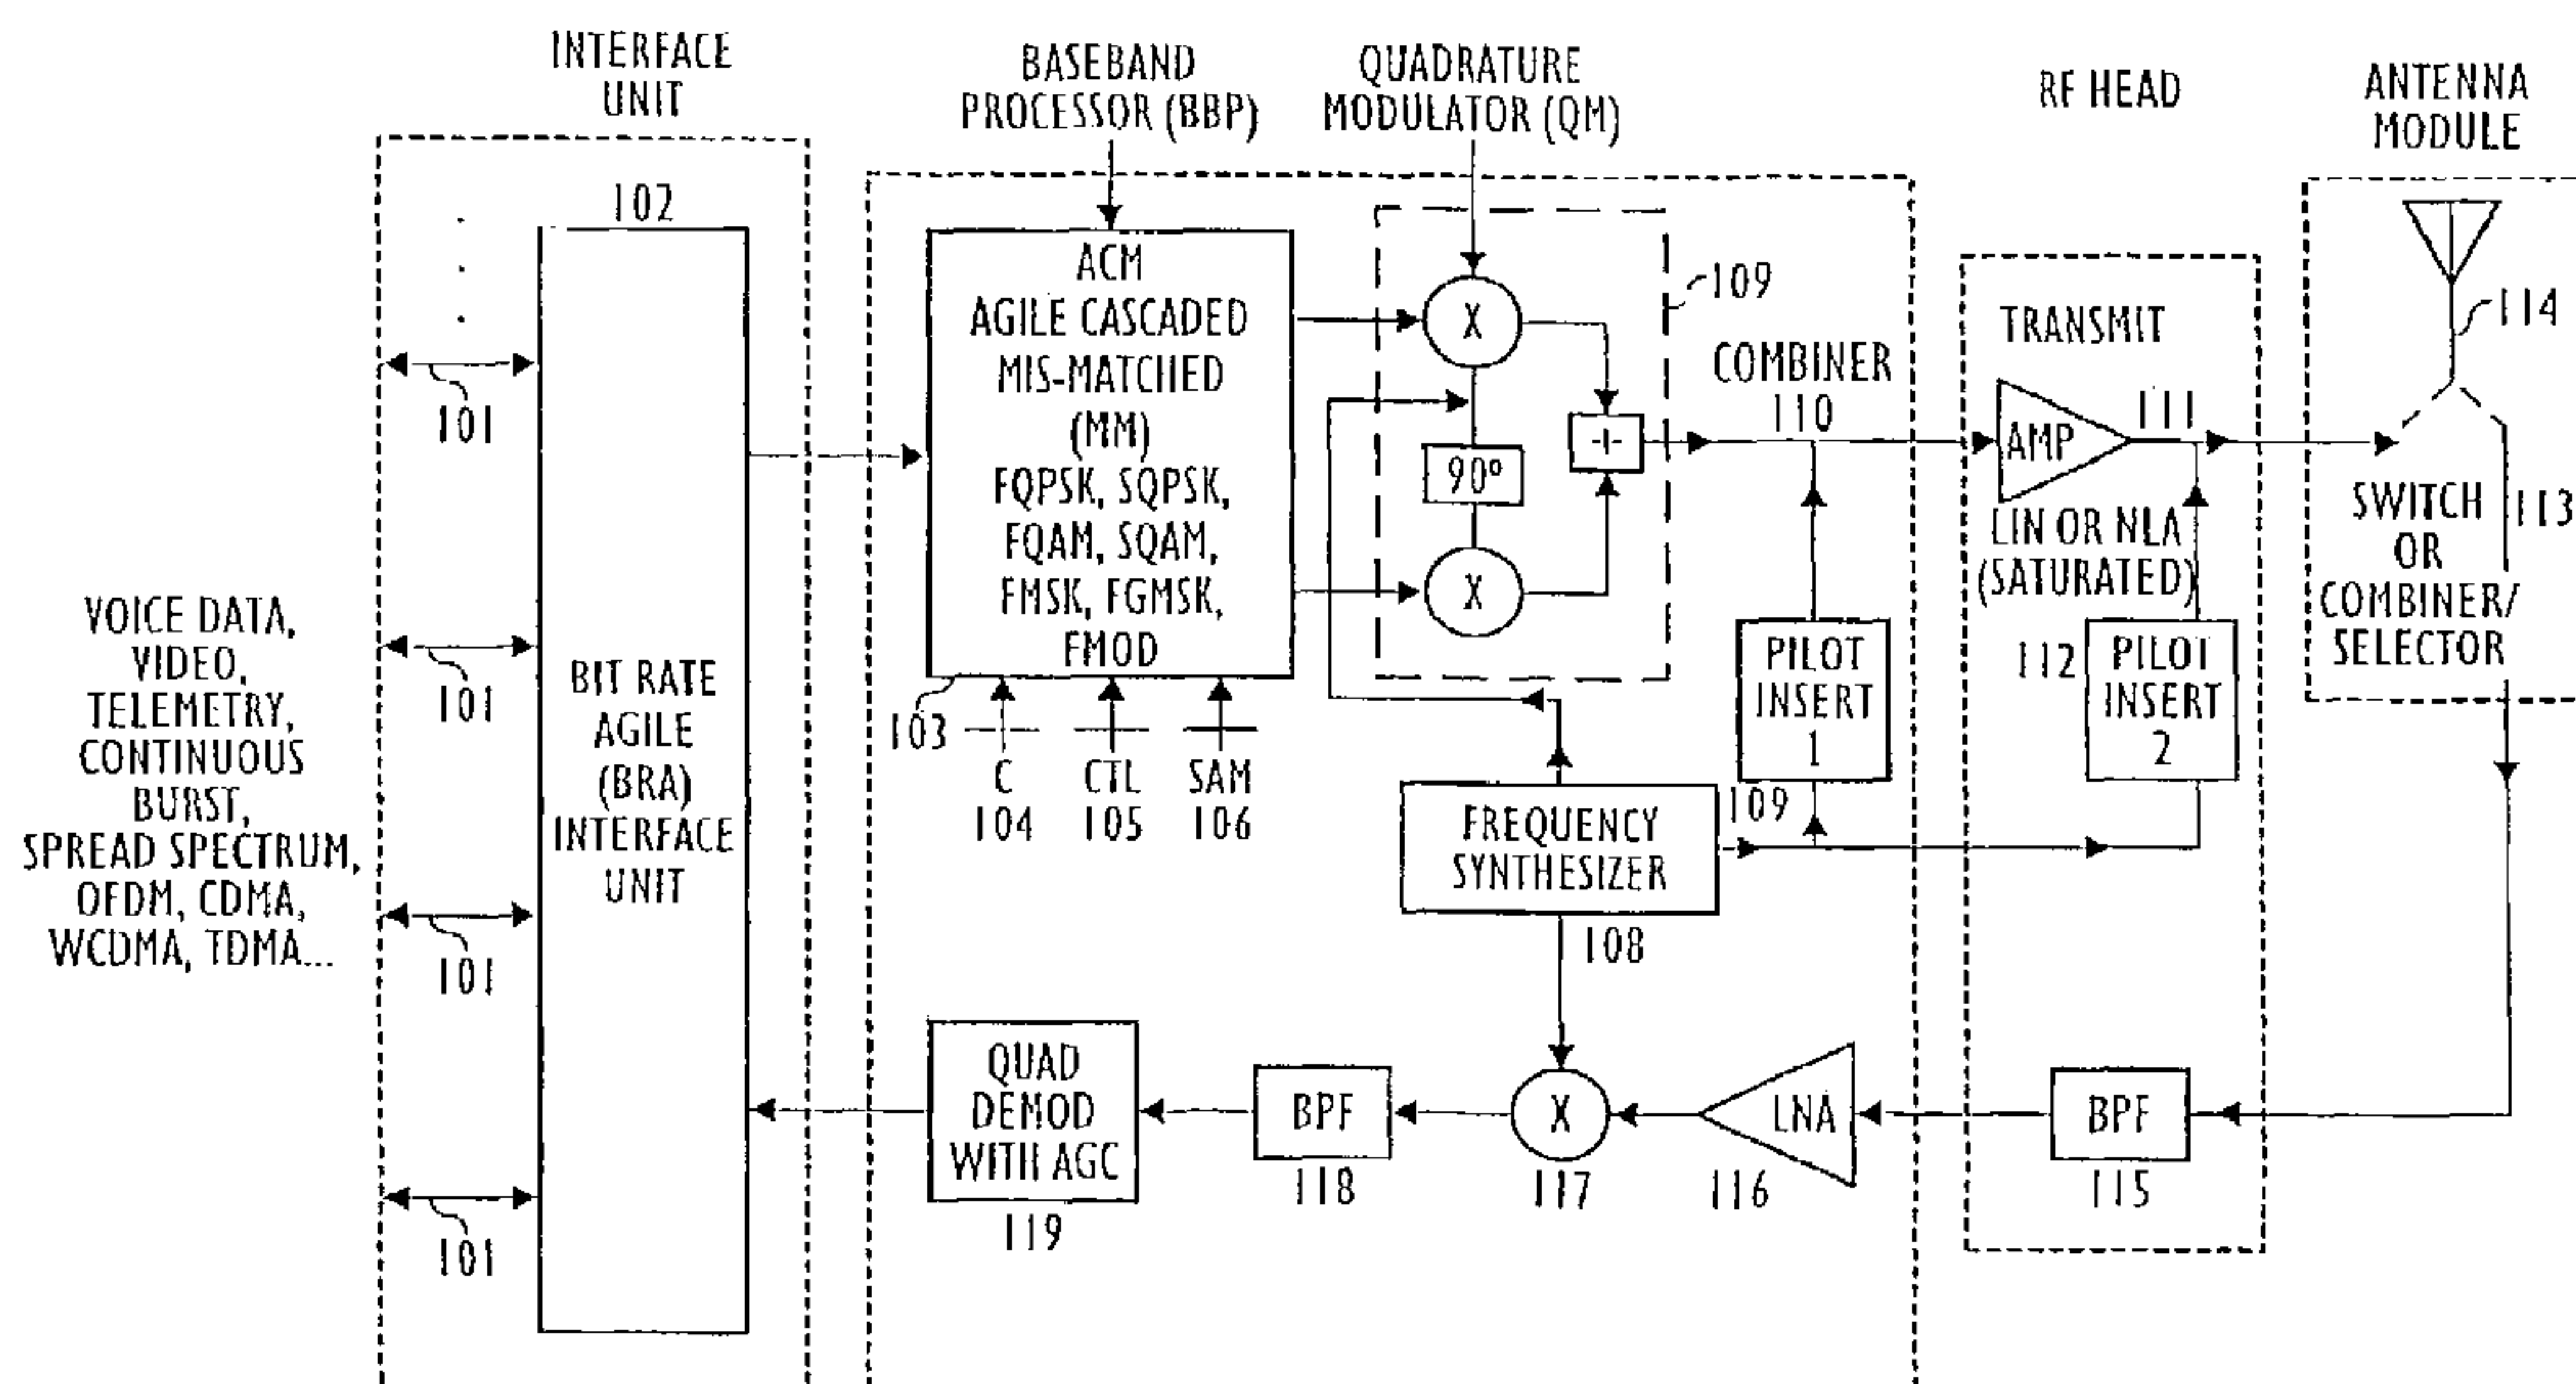 INTERFACE
UNIT
BASEBAND
PROCESSOR (BBP)
QUADRATURE
MODULATOR (QM)
RF HEAD
ANTENNA
MODULE
102
101
101
101
101
BIT RATE
AGILE
(BRA)
INTERFACE
UNIT
VOICE DATA,
VIDEO,
TELEMETRY,
CONTINUOUS
BURST,
SPREAD SPECTRUM,
OFDM, CDMA,
WCDMA, TDMA...
ACM
AGILE CASCADED
MIS-MATCHED
(MM)
FQPSK, SQPSK,
FQAM, SQAM,
FMSK, FGMSK,
FMOD
103
C
104
CTL
105
SAM
106
X
90º
X
+
109
COMBINER
110
PILOT
INSERT
1
109
FREQUENCY
SYNTHESIZER
108
TRANSMIT
AMP
111
LIN OR NLA
(SATURATED)
112
PILOT
INSERT
2
114
SWITCH
OR
COMBINER/
SELECTOR
113
QUAD
DEMOD
WITH AGC
119
BPF
118
X
117
LNA
116
BPF
115